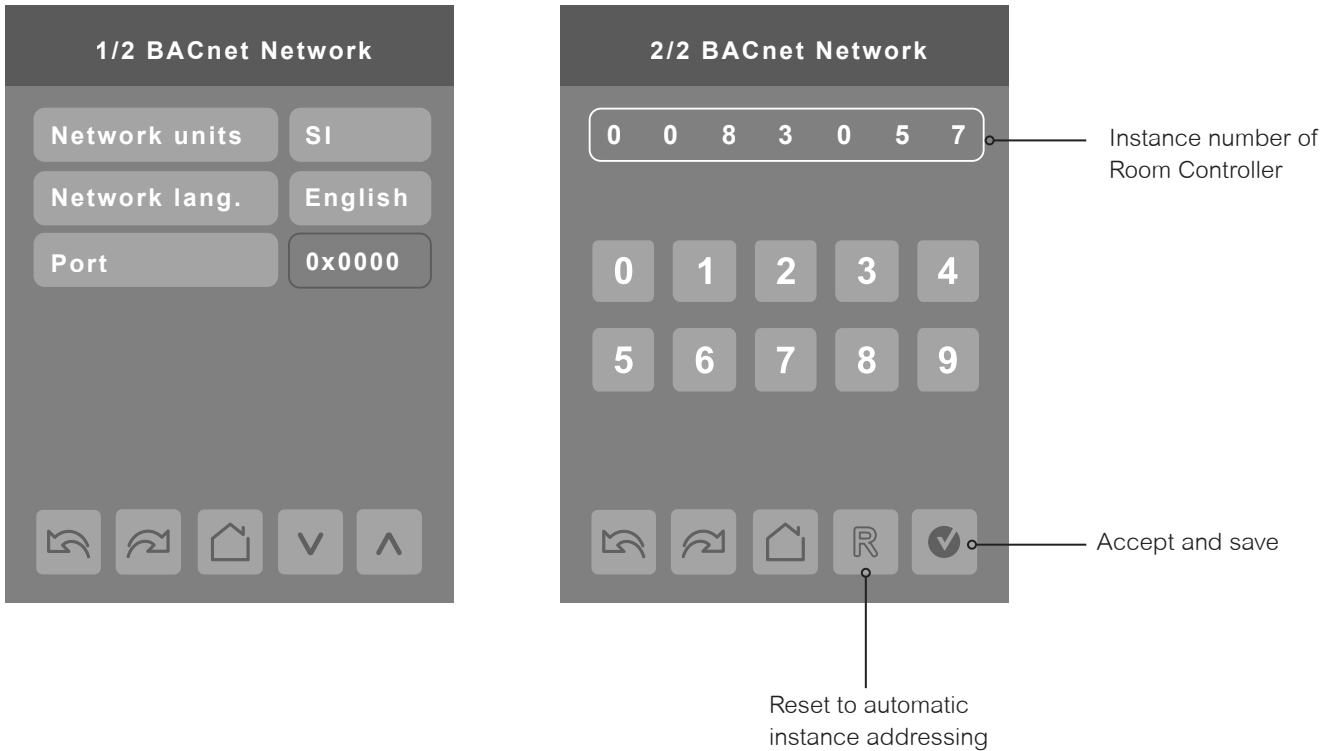 1/2 BACnet Network
Network units SI
Network lang. English
Port 0x0000
2/2 BACnet Network
0 0 8 3 0 5 7
Instance number of
Room Controller
0 1 2 3 4
5 6 7 8 9
R
Accept and save
Reset to automatic
instance addressing